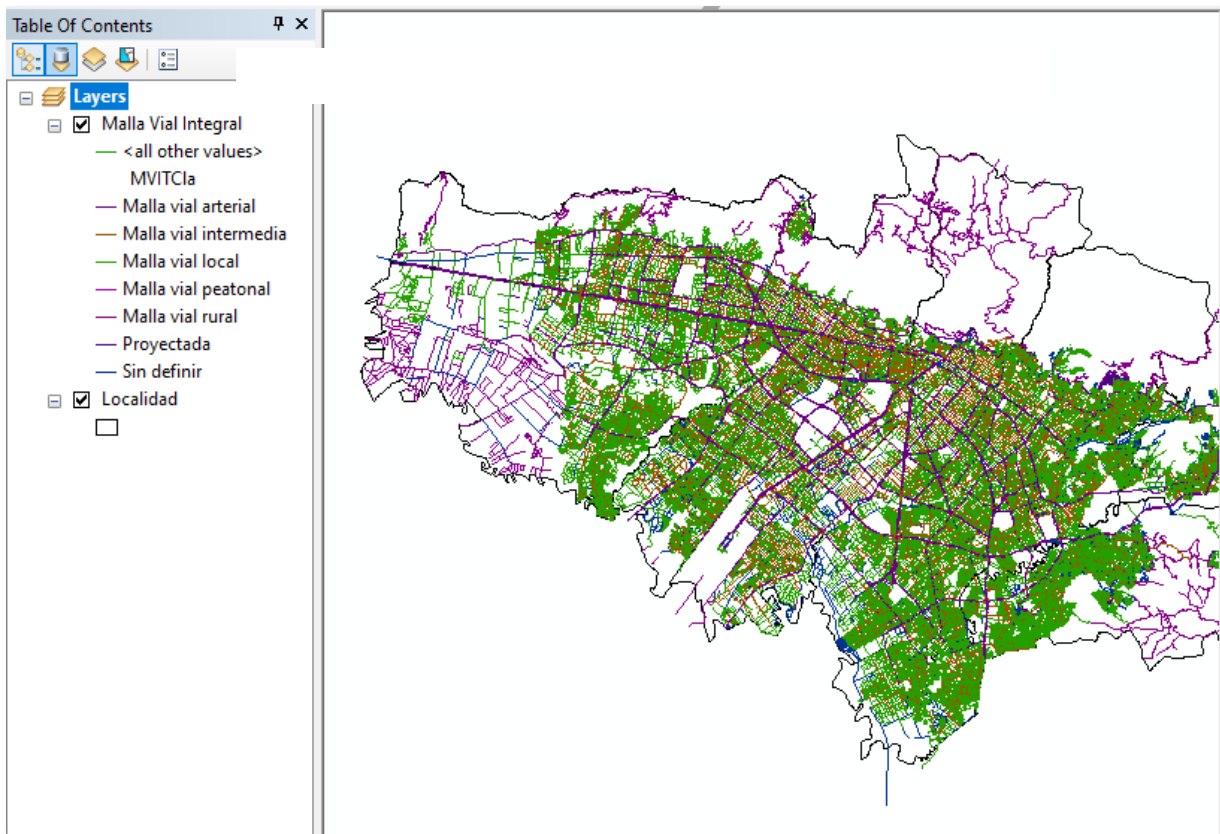 Table Of Contents
Layers
Malla Vial Integral
<all other values>
MVITCla
Malla vial arterial
Malla vial intermedia
Malla vial local
Malla vial peatonal
Malla vial rural
Proyectada
Sin definir
Localidad